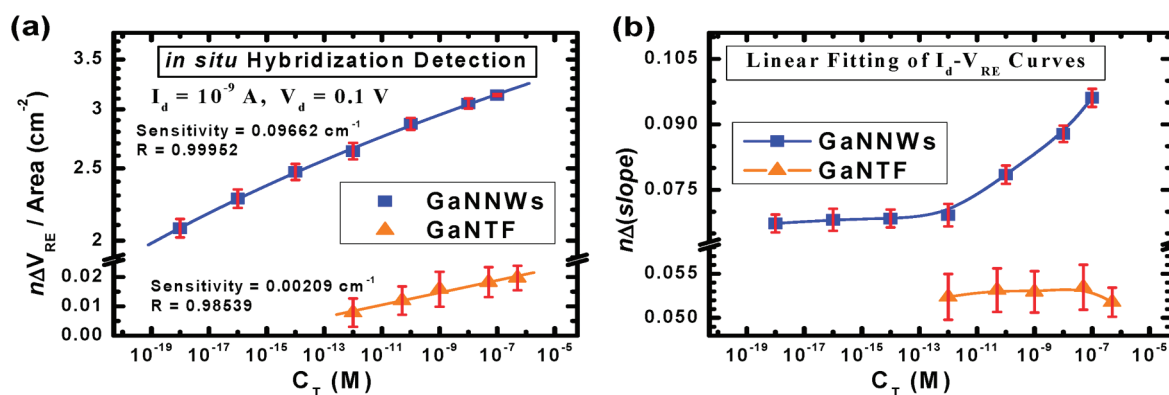 (a)
in situ Hybridization Detection
I_d = 10^-9 A, V_d = 0.1 V
Sensitivity = 0.09662 cm^-1
R = 0.99952
GaNNWs
GaNTF
Sensitivity = 0.00209 cm^-1
R = 0.98539
nΔV_RE / Area (cm^-2)
3.5
3
2.5
2
0.02
0.01
0.00
10^-19 10^-17 10^-15 10^-13 10^-11 10^-9 10^-7 10^-5
C_T (M)
(b)
Linear Fitting of I_d-V_RE Curves
GaNNWs
GaNTF
nΔ(slope)
0.105
0.090
0.075
0.055
0.050
10^-19 10^-17 10^-15 10^-13 10^-11 10^-9 10^-7 10^-5
C_T (M)